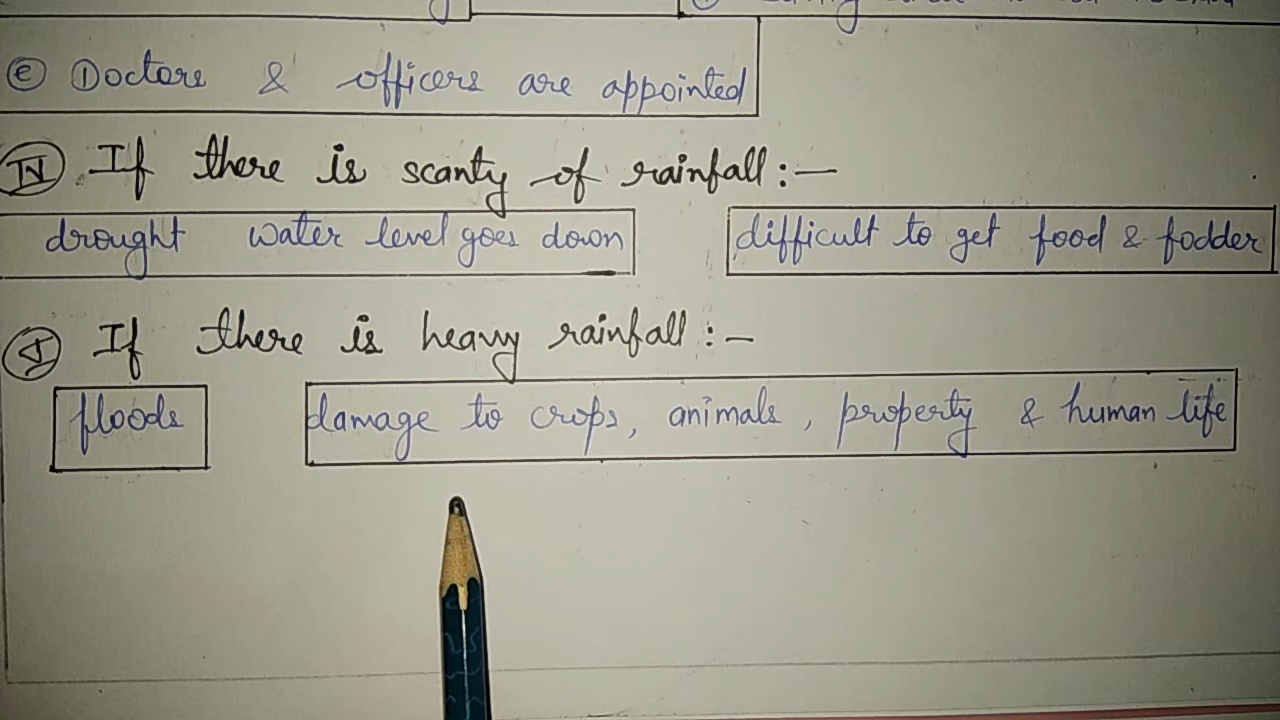 ⓔ Doctors & officers are appointed
IV If there is scanty of rainfall :—
drought water level goes down
difficult to get food & fodder
V If there is heavy rainfall :—
floods
damage to crops, animals, property & human life